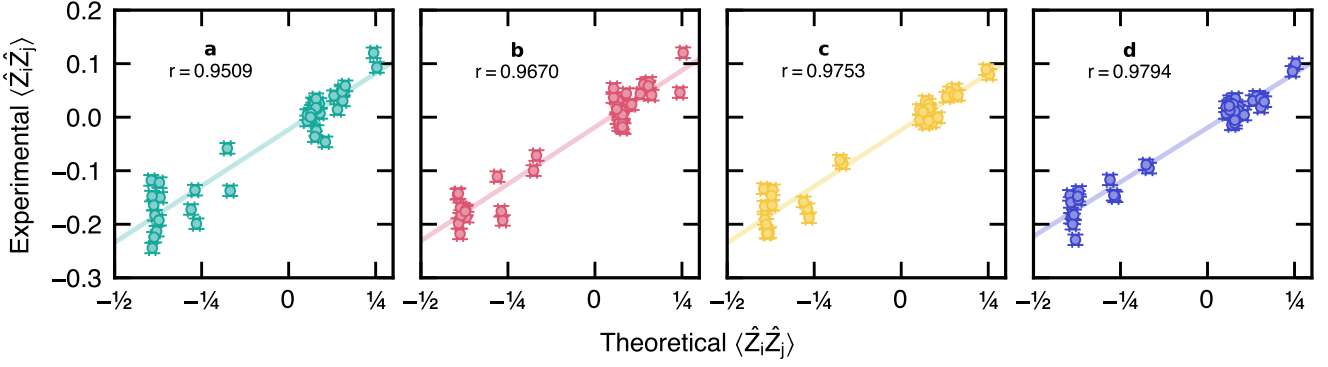 Experimental ⟨ẐᵢẐⱼ⟩
0.2
0.1
0.0
−0.1
−0.2
−0.3
a
r = 0.9509
b
r = 0.9670
c
r = 0.9753
d
r = 0.9794
−½ −¼ 0 ¼
−½ −¼ 0 ¼
−½ −¼ 0 ¼
−½ −¼ 0 ¼
Theoretical ⟨ẐᵢẐⱼ⟩